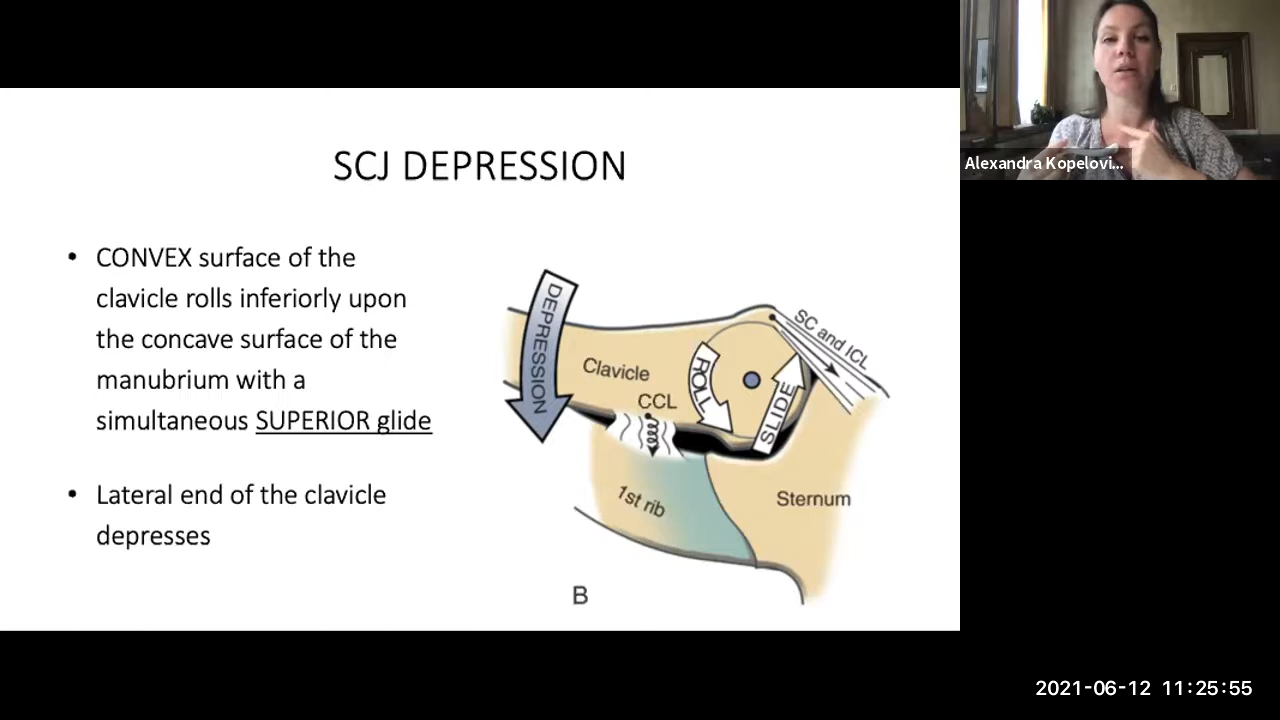 SCJ DEPRESSION
• CONVEX surface of the
clavicle rolls inferiorly upon
the concave surface of the
manubrium with a
simultaneous SUPERIOR glide
• Lateral end of the clavicle
depresses
DEPRESSION
Clavicle
CCL
ROLL
SLIDE
SC and ICL
1st rib
Sternum
B
Alexandra Kopelovi...
2021-06-12 11:25:55